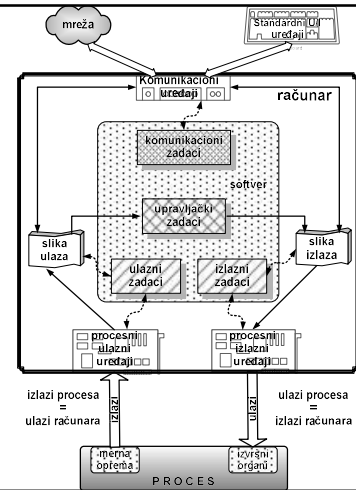 mreža
Standardni U/I
uređaji
Komunikacioni
uređaji
računar
komunikacioni
zadaci
softver
upravljački
zadaci
slika
ulaza
slika
izlaza
ulazni
zadaci
izlazni
zadaci
procesni
ulazni
uređaji
procesni
izlazni
uređaji
izlazi procesa
=
ulazi računara
izlazi
ulazi
ulazi procesa
=
izlazi računara
merna
oprema
izvršni
organi
PROCES